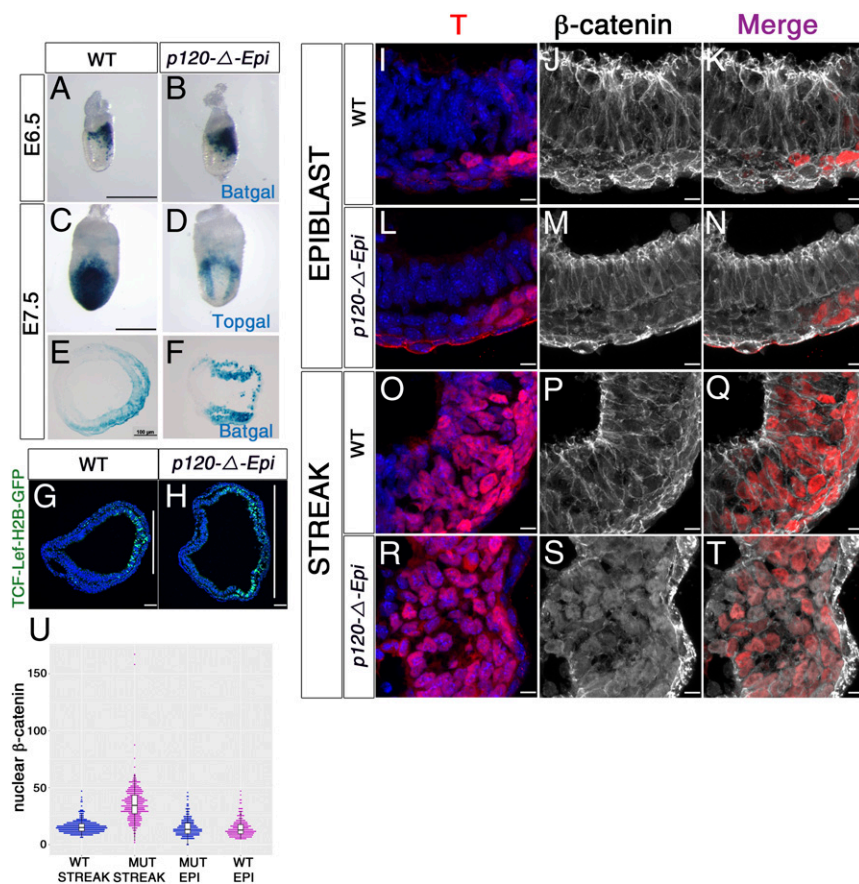 WT
p120-Δ-Epi
E6.5
A
B
Batgal
E7.5
C
D
Topgal
E
F
100 µm
Batgal
WT
p120-Δ-Epi
TCF-Lef-H2B-GFP
G
H
U
nuclear β-catenin
150
100
50
0
WT STREAK
MUT STREAK
MUT EPI
WT EPI
T
β-catenin
Merge
EPIBLAST
WT
I
J
K
p120-Δ-Epi
L
M
N
STREAK
WT
O
P
Q
p120-Δ-Epi
R
S
T